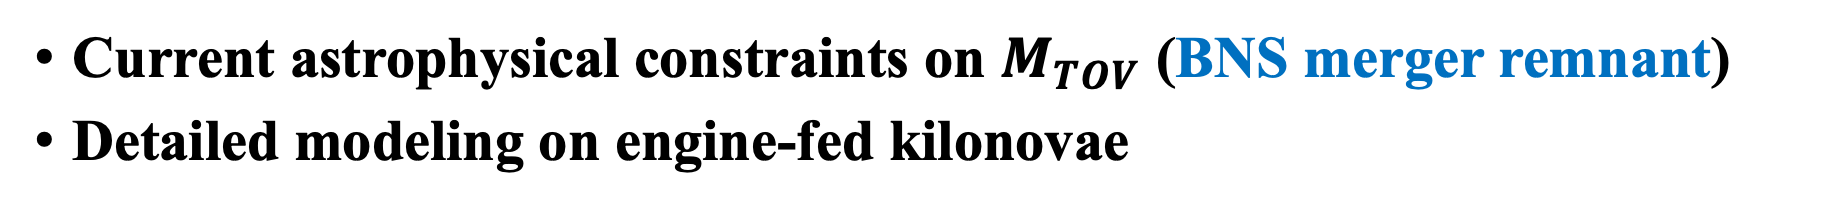 • Current astrophysical constraints on M_TOV (BNS merger remnant)
• Detailed modeling on engine-fed kilonovae